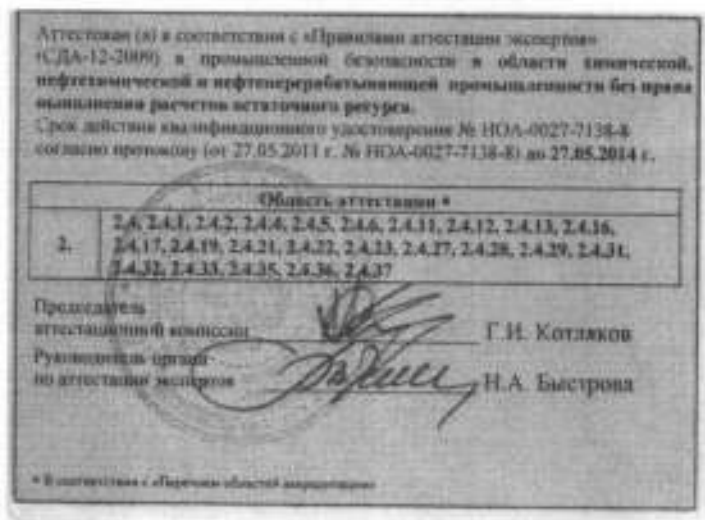 Аттестован (а) в соответствии с «Правилами аттестации экспертов»
(СДА-12-2009) в промышленной безопасности в области химической,
нефтехимической и нефтеперерабатывающей промышленности без права
выполнения расчетов остаточного ресурса.
Срок действия квалификационного удостоверения № НОА-0027-7138-8
согласно протоколу (от 27.05.2011 г. № НОА-0027-7138-8) до 27.05.2014 г.
Область аттестации *
2. 2.4, 2.4.1, 2.4.2, 2.4.4, 2.4.5, 2.4.6, 2.4.11, 2.4.12, 2.4.13, 2.4.16,
2.4.17, 2.4.19, 2.4.21, 2.4.22, 2.4.23, 2.4.27, 2.4.28, 2.4.29, 2.4.31,
2.4.32, 2.4.33, 2.4.35, 2.4.36, 2.4.37
Председатель
аттестационной комиссии Г.И. Котляков
Руководитель органа
по аттестации экспертов Н.А. Быстрова
* В соответствии с «Перечнем областей аккредитации»